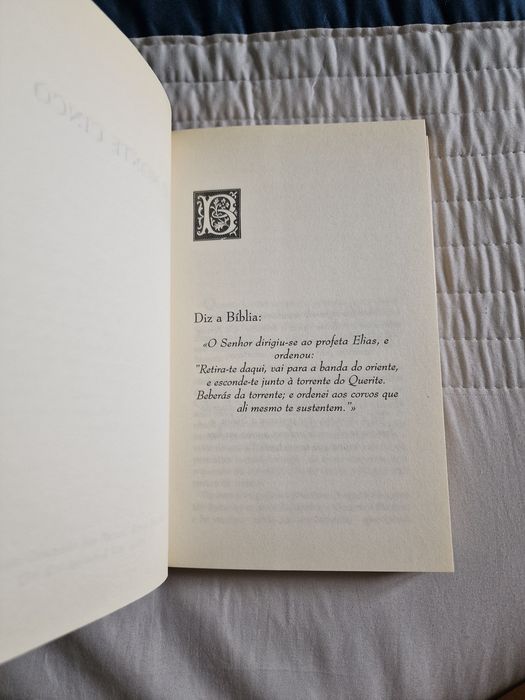 B
Diz a Bíblia:
«O Senhor dirigiu-se ao profeta Elias, e
ordenou:
"Retira-te daqui, vai para a banda do oriente,
e esconde-te junto à torrente do Querite.
Beberás da torrente; e ordenei aos corvos que
ali mesmo te sustentem."»